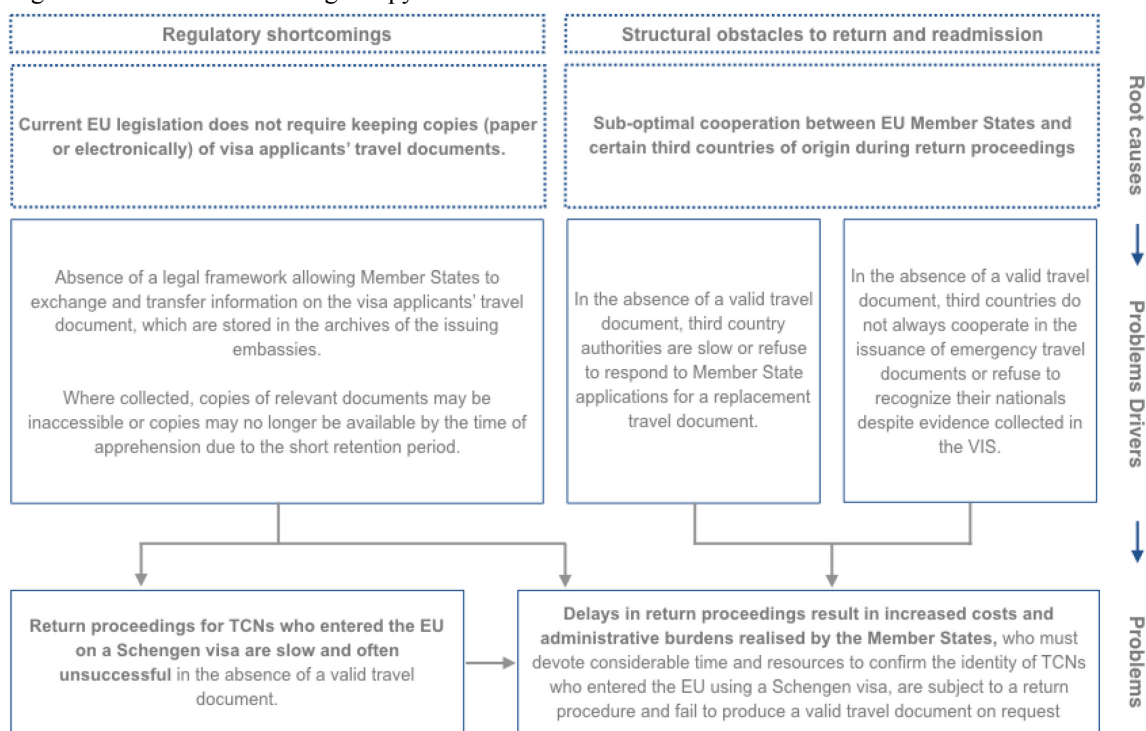 Regulatory shortcomings
Structural obstacles to return and readmission
Current EU legislation does not require keeping copies (paper
or electronically) of visa applicants' travel documents.
Sub-optimal cooperation between EU Member States and
certain third countries of origin during return proceedings
Root causes
Absence of a legal framework allowing Member States to
exchange and transfer information on the visa applicants' travel
document, which are stored in the archives of the issuing
embassies.
Where collected, copies of relevant documents may be
inaccessible or copies may no longer be available by the time of
apprehension due to the short retention period.
In the absence of a valid travel
document, third country
authorities are slow or refuse
to respond to Member State
applications for a replacement
travel document.
In the absence of a valid travel
document, third countries do
not always cooperate in the
issuance of emergency travel
documents or refuse to
recognize their nationals
despite evidence collected in
the VIS.
Problems Drivers
Return proceedings for TCNs who entered the EU
on a Schengen visa are slow and often
unsuccessful in the absence of a valid travel
document.
Delays in return proceedings result in increased costs and
administrative burdens realised by the Member States, who must
devote considerable time and resources to confirm the identity of TCNs
who entered the EU using a Schengen visa, are subject to a return
procedure and fail to produce a valid travel document on request
Problems